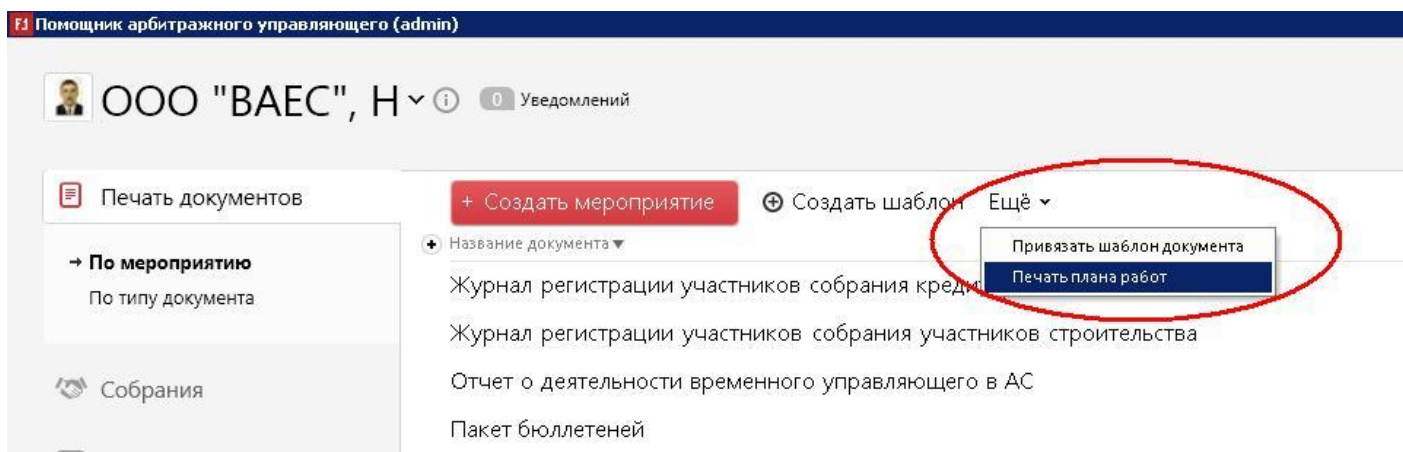 Помощник арбитражного управляющего (admin)
ООО "ВАЕС", Н
0 Уведомлений
Печать документов
→ По мероприятию
По типу документа
Собрания
+ Создать мероприятие
Создать шаблон
Ещё
Привязать шаблон документа
Печать плана работ
Название документа
Журнал регистрации участников собрания
Журнал регистрации участников собрания участников строительства
Отчет о деятельности временного управляющего в АС
Пакет бюллетеней